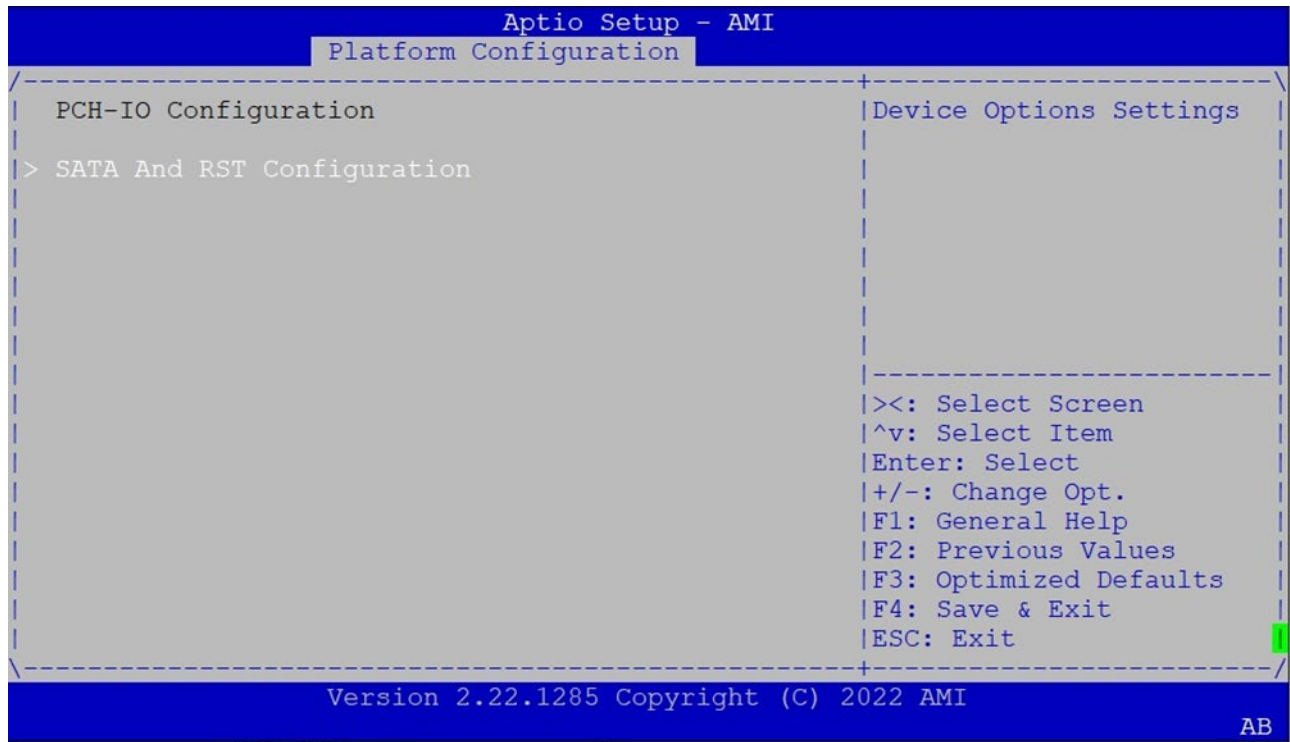 Aptio Setup - AMI
Platform Configuration
/----------------------------------------------------+-------------------------\
| PCH-IO Configuration |Device Options Settings |
|> SATA And RST Configuration |
|-------------------------|
|><: Select Screen |
|^v: Select Item |
|Enter: Select |
|+/-: Change Opt. |
|F1: General Help |
|F2: Previous Values |
|F3: Optimized Defaults |
|F4: Save & Exit |
|ESC: Exit |
\----------------------------------------------------+-------------------------/
Version 2.22.1285 Copyright (C) 2022 AMI
AB